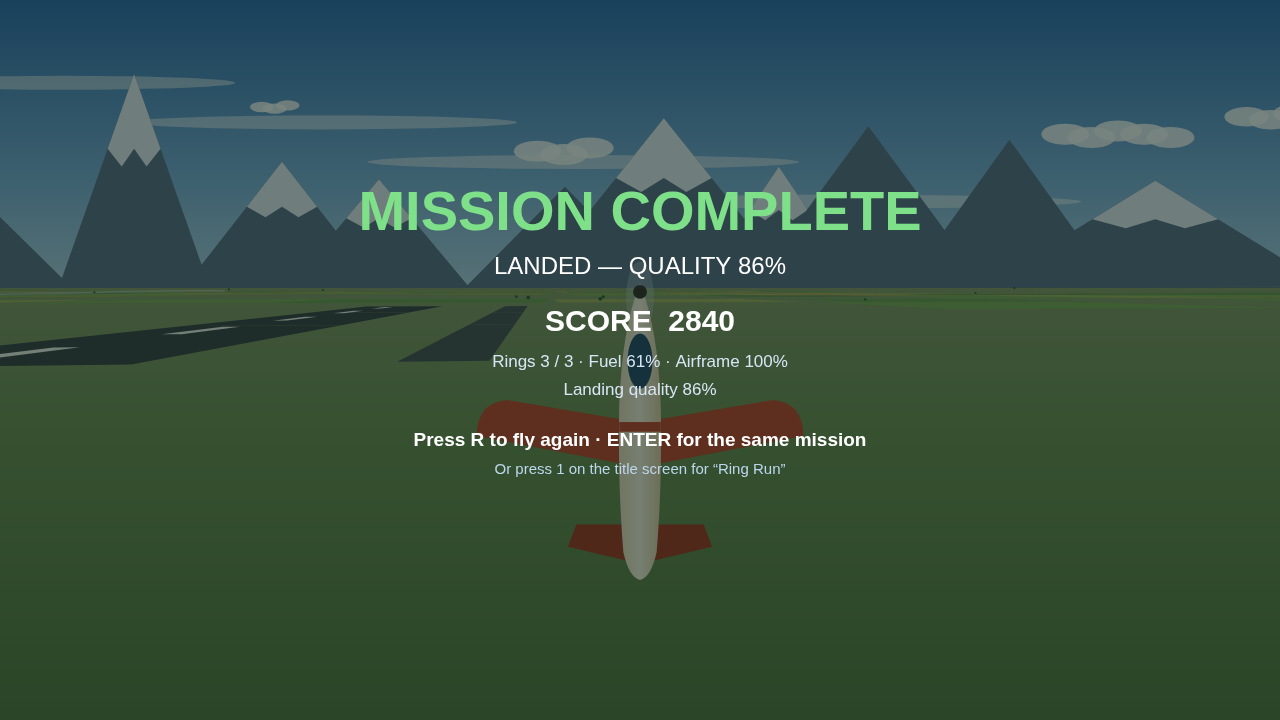 MISSION COMPLETE
LANDED — QUALITY 86%
SCORE 2840
Rings 3 / 3 · Fuel 61% · Airframe 100%
Landing quality 86%
Press R to fly again · ENTER for the same mission
Or press 1 on the title screen for “Ring Run”